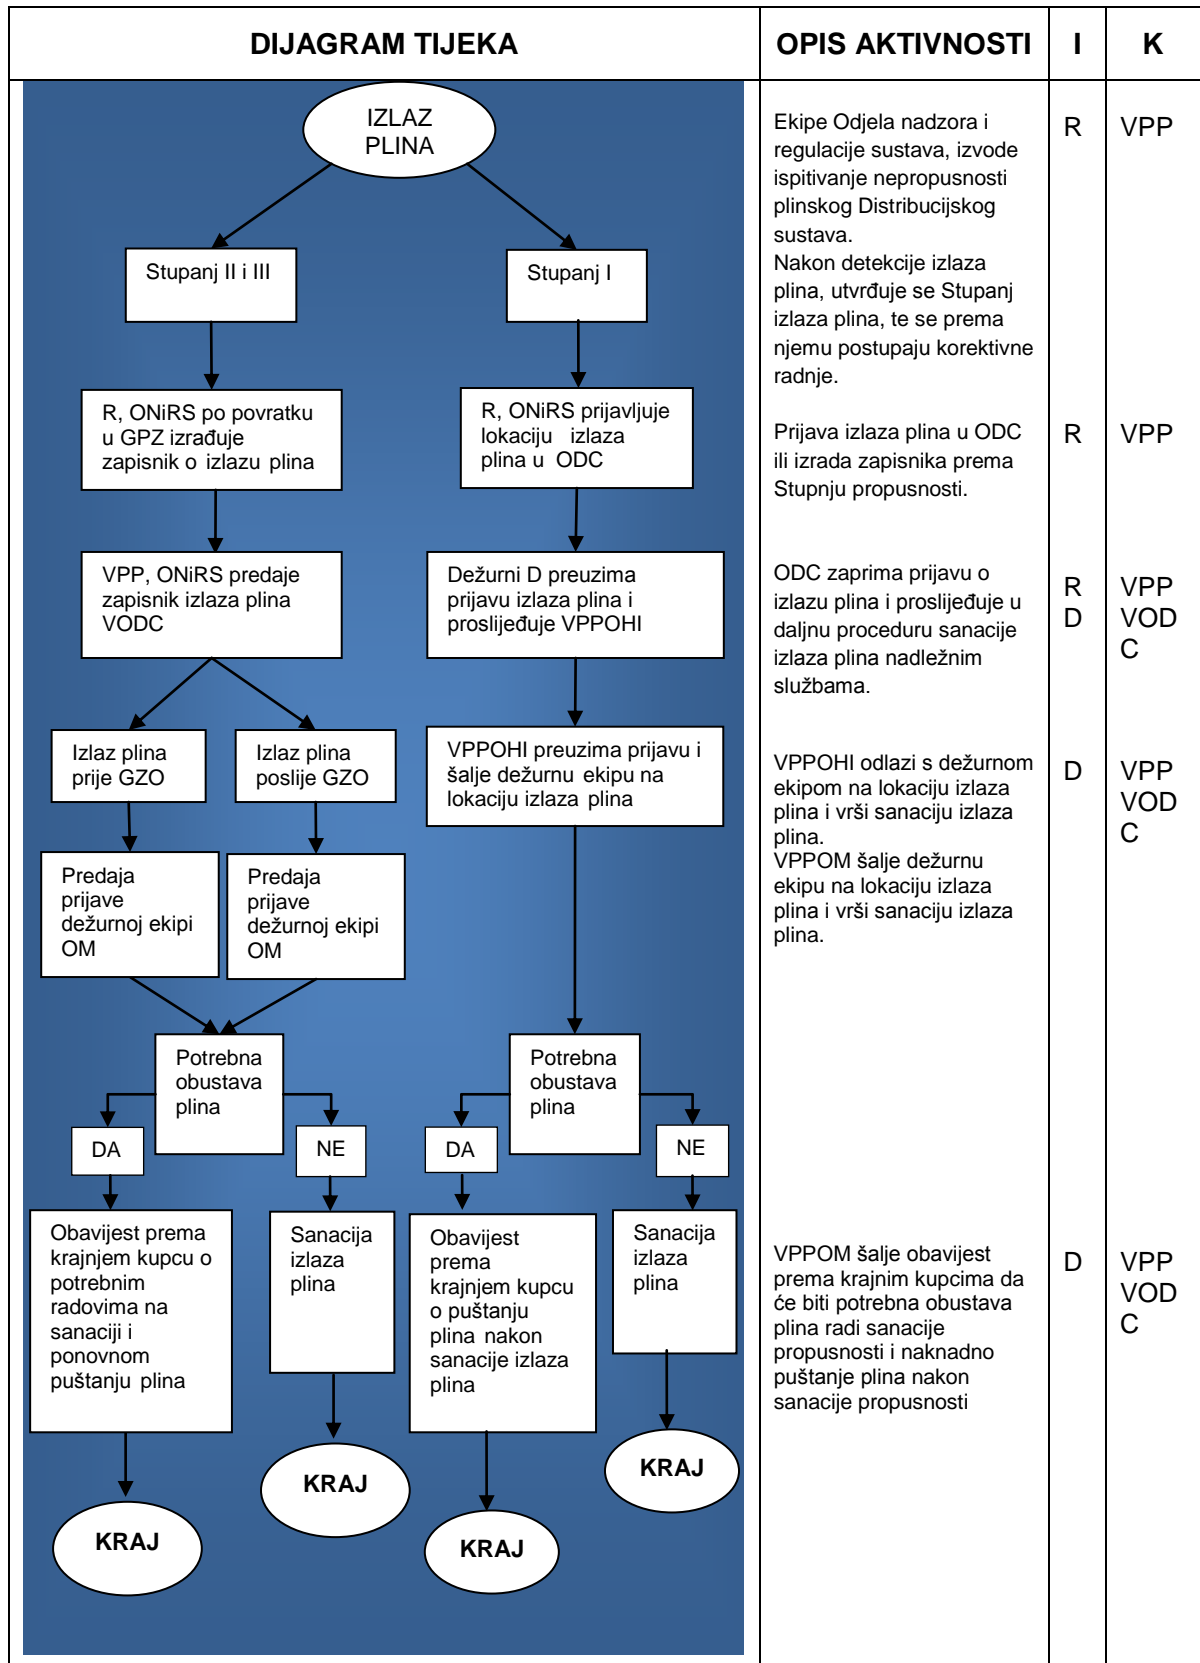 DIJAGRAM TIJEKA
OPIS AKTIVNOSTI
I
K
IZLAZ
PLINA
Stupanj II i III
Stupanj I
R, ONiRS po povratku
u GPZ izrađuje
zapisnik o izlazu plina
R, ONiRS prijavljuje
lokaciju izlaza
plina u ODC
VPP, ONiRS predaje
zapisnik izlaza plina
VODC
Dežurni D preuzima
prijavu izlaza plina i
proslijeđuje VPPOHI
Izlaz plina
prije GZO
Izlaz plina
poslije GZO
VPPOHI preuzima prijavu i
šalje dežurnu ekipu na
lokaciju izlaza plina
Predaja
prijave
dežurnoj ekipi
OM
Predaja
prijave
dežurnoj ekipi
OM
Potrebna
obustava
plina
Potrebna
obustava
plina
DA
NE
DA
NE
Obavijest prema
krajnjem kupcu o
potrebnim
radovima na
sanaciji i
ponovnom
puštanju plina
Sanacija
izlaza
plina
Obavijest
prema
krajnjem kupcu
o puštanju
plina nakon
sanacije izlaza
plina
Sanacija
izlaza
plina
KRAJ
KRAJ
KRAJ
KRAJ
Ekipe Odjela nadzora i
regulacije sustava, izvode
ispitivanje nepropusnosti
plinskog Distribucijskog
sustava.
Nakon detekcije izlaza
plina, utvrđuje se Stupanj
izlaza plina, te se prema
njemu postupaju korektivne
radnje.
R
VPP
Prijava izlaza plina u ODC
ili izrada zapisnika prema
Stupnju propusnosti.
R
VPP
ODC zaprima prijavu o
izlazu plina i proslijeđuje u
daljnu proceduru sanacije
izlaza plina nadležnim
službama.
R
D
VPP
VOD
C
VPPOHI odlazi s dežurnom
ekipom na lokaciju izlaza
plina i vrši sanaciju izlaza
plina.
VPPOM šalje dežurnu
ekipu na lokaciju izlaza
plina i vrši sanaciju izlaza
plina.
D
VPP
VOD
C
VPPOM šalje obavijest
prema krajnim kupcima da
će biti potrebna obustava
plina radi sanacije
propusnosti i naknadno
puštanje plina nakon
sanacije propusnosti
D
VPP
VOD
C